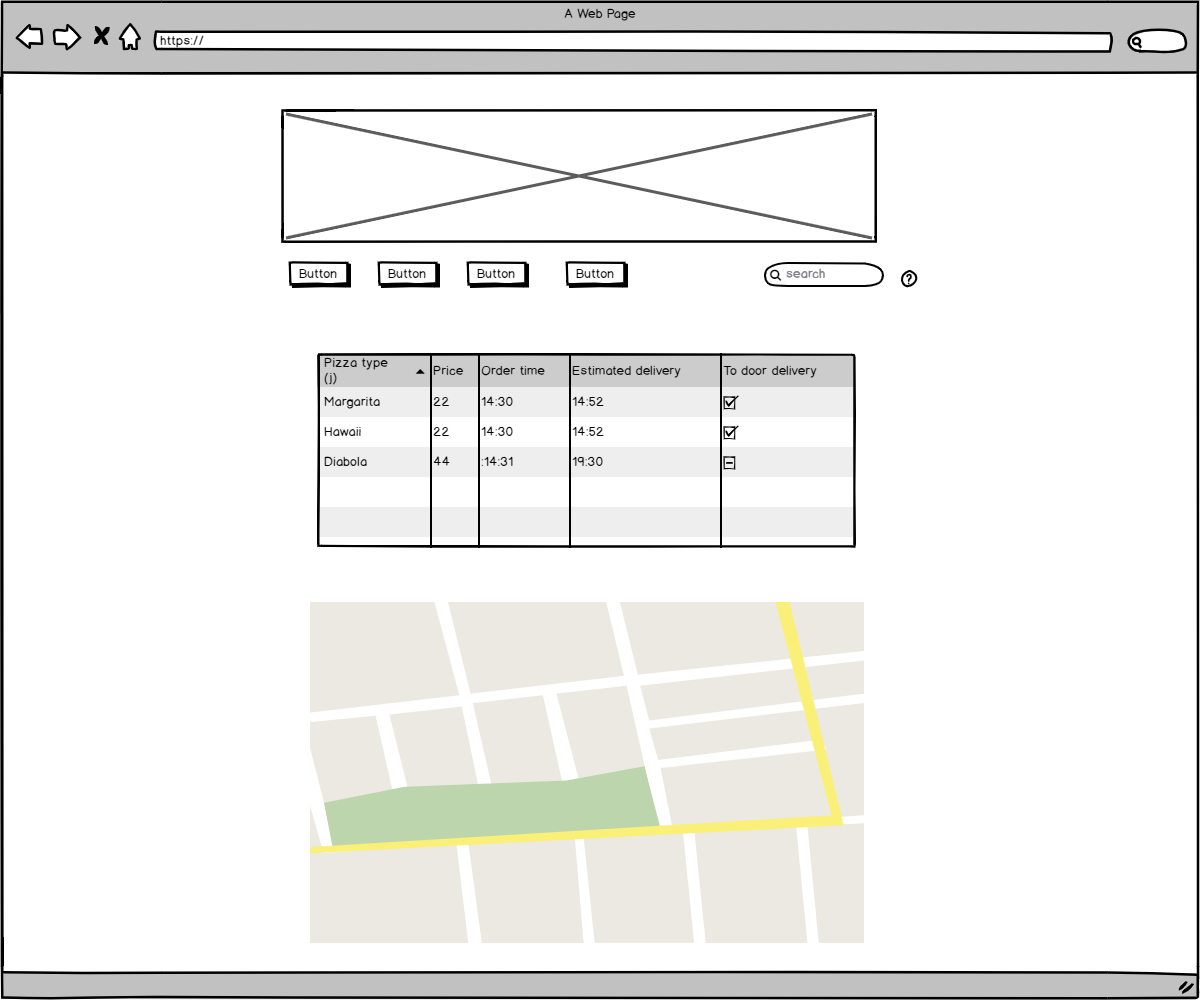 A Web Page
https://
Button Button Button Button search ?
Pizza type
(j) Price Order time Estimated delivery To door delivery
Margarita 22 14:30 14:52
Hawaii 22 14:30 14:52
Diabola 44 :14:31 19:30